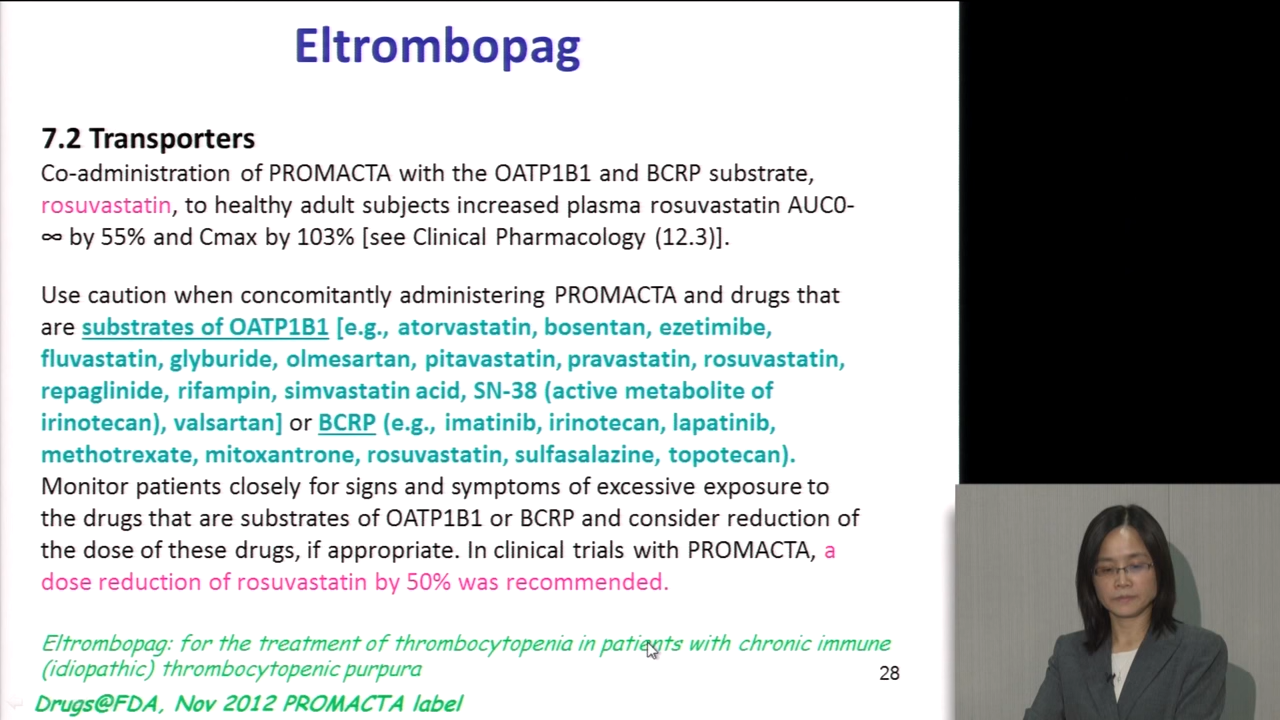 Eltrombopag
7.2 Transporters
Co-administration of PROMACTA with the OATP1B1 and BCRP substrate,
rosuvastatin, to healthy adult subjects increased plasma rosuvastatin AUC0-
∞ by 55% and Cmax by 103% [see Clinical Pharmacology (12.3)].
Use caution when concomitantly administering PROMACTA and drugs that
are substrates of OATP1B1 [e.g., atorvastatin, bosentan, ezetimibe,
fluvastatin, glyburide, olmesartan, pitavastatin, pravastatin, rosuvastatin,
repaglinide, rifampin, simvastatin acid, SN-38 (active metabolite of
irinotecan), valsartan] or BCRP (e.g., imatinib, irinotecan, lapatinib,
methotrexate, mitoxantrone, rosuvastatin, sulfasalazine, topotecan).
Monitor patients closely for signs and symptoms of excessive exposure to
the drugs that are substrates of OATP1B1 or BCRP and consider reduction of
the dose of these drugs, if appropriate. In clinical trials with PROMACTA, a
dose reduction of rosuvastatin by 50% was recommended.
Eltrombopag: for the treatment of thrombocytopenia in patients with chronic immune
(idiopathic) thrombocytopenic purpura
28
Drugs@FDA, Nov 2012 PROMACTA label